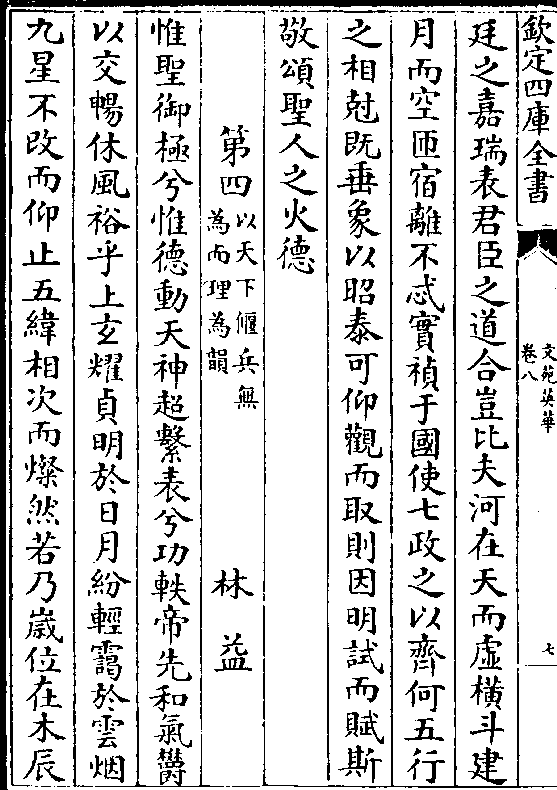 欽定四庫全書
文苑英華
卷八
七
廷之嘉瑞表君臣之道合豈比夫河在天而虛橫斗建
月而空匝宿離不忒實禎于國使七政之以齊何五行
之相尅既垂象以昭泰可仰觀而取則因明試而賦斯
敬頌聖人之火德
第四以天下偃兵無為而理為韻 林益
惟聖御極兮惟德動天神超繫表兮功軼帝先和氣欝
以交暢休風裕乎上玄耀貞明於日月紛輕靄於雲烟
九星不改而仰止五緯相次而燦然若乃嵗位在木辰